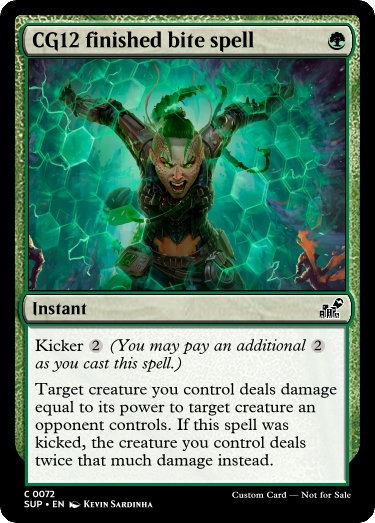 CG12 finished bite spell
Instant
Kicker 2 (You may pay an additional 2
as you cast this spell.)
Target creature you control deals damage
equal to its power to target creature an
opponent controls. If this spell was
kicked, the creature you control deals
twice that much damage instead.
C 0072
SUP • EN Kevin Sardinha
Custom Card — Not for Sale